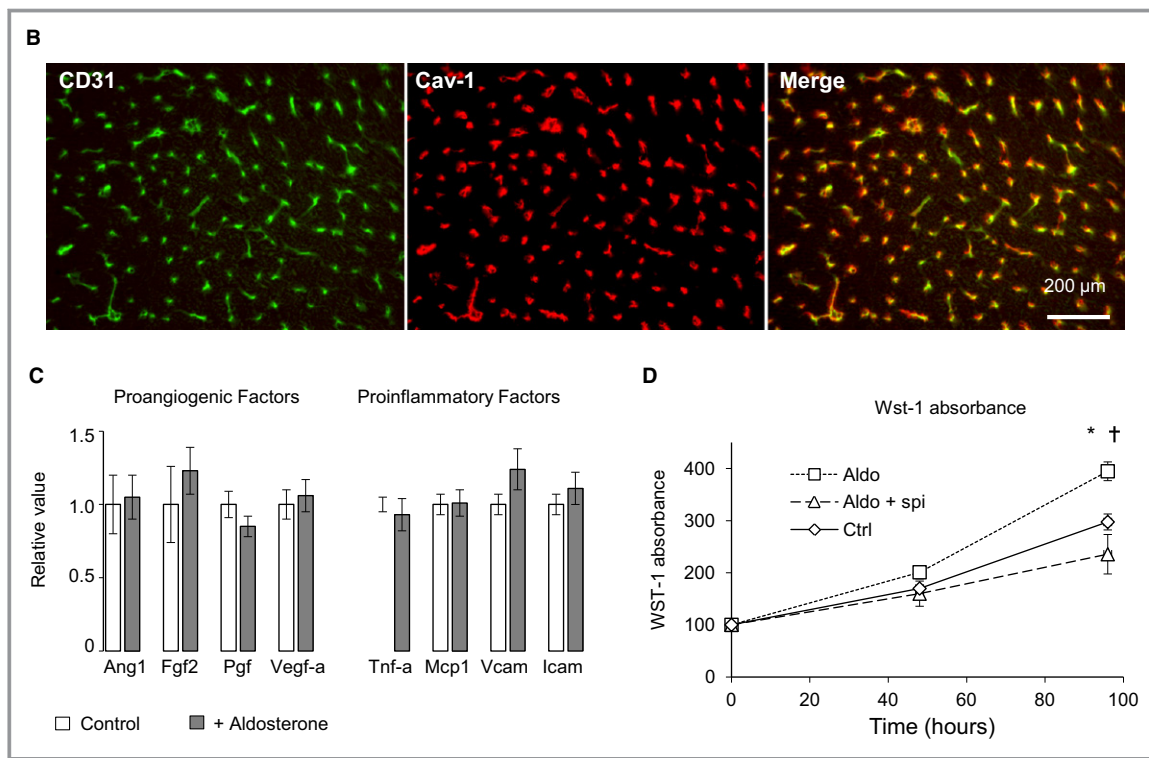 B
CD31 Cav-1 Merge
200 µm
C
Proangiogenic Factors Proinflammatory Factors
Relative value
1.5
1.0
0.5
0
Ang1 Fgf2 Pgf Vegf-a Tnf-a Mcp1 Vcam Icam
Control + Aldosterone
D
Wst-1 absorbance
* †
WST-1 absorbance
400
300
200
100
0
Aldo
Aldo + spi
Ctrl
0 20 40 60 80 100
Time (hours)